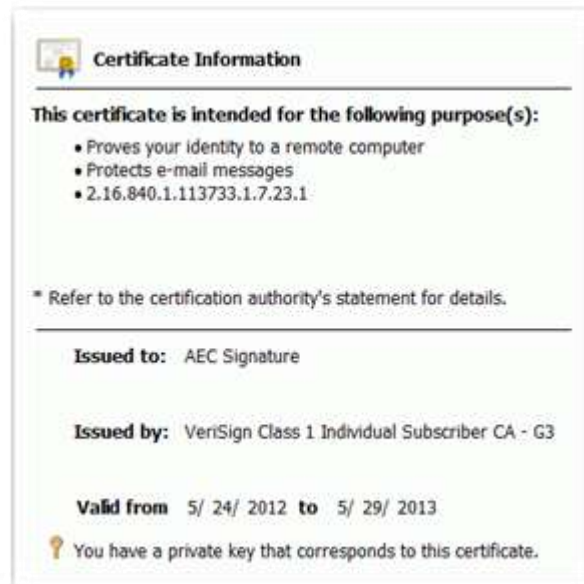 Certificate Information
This certificate is intended for the following purpose(s):
• Proves your identity to a remote computer
• Protects e-mail messages
• 2.16.840.1.113733.1.7.23.1
* Refer to the certification authority's statement for details.
Issued to: AEC Signature
Issued by: VeriSign Class 1 Individual Subscriber CA - G3
Valid from 5/ 24/ 2012 to 5/ 29/ 2013
You have a private key that corresponds to this certificate.